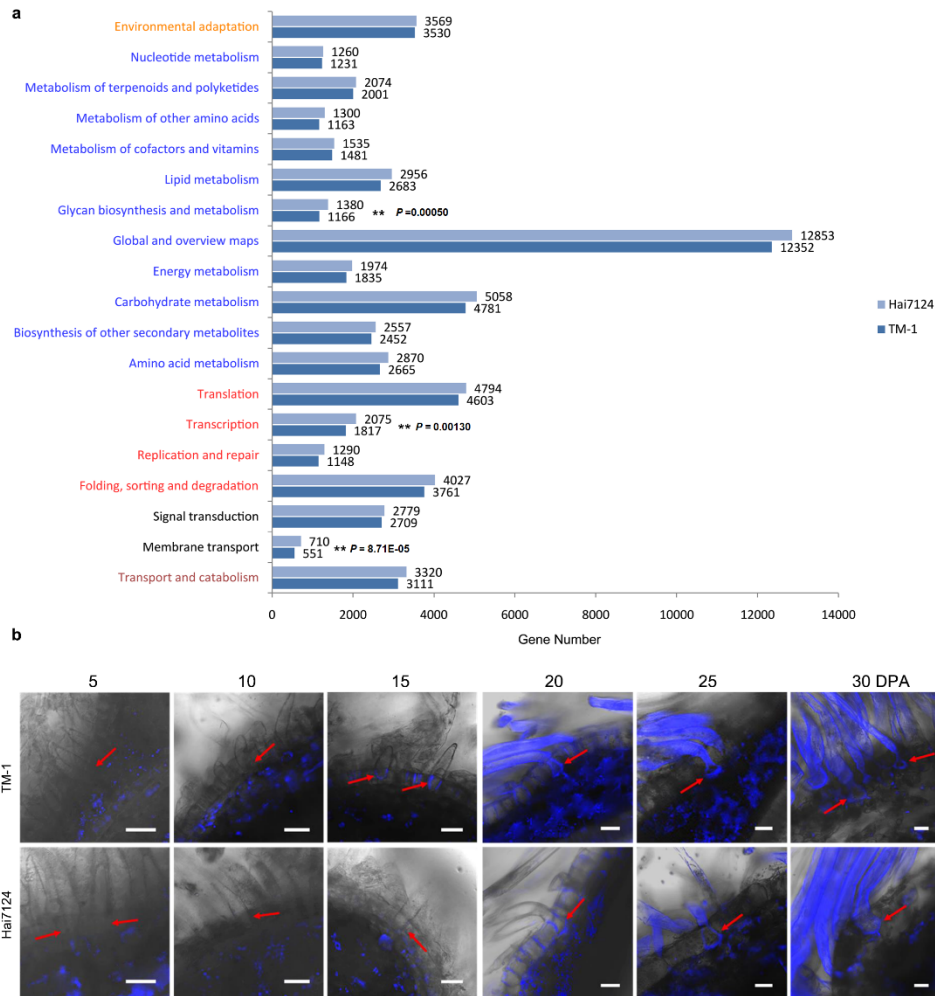 a
Environmental adaptation
3569
3530
Nucleotide metabolism
1260
1231
Metabolism of terpenoids and polyketides
2074
2001
Metabolism of other amino acids
1300
1163
Metabolism of cofactors and vitamins
1535
1481
Lipid metabolism
2956
2683
Glycan biosynthesis and metabolism
1380
1166
** P =0.00050
Global and overview maps
12853
12352
Energy metabolism
1974
1835
Carbohydrate metabolism
5058
4781
Biosynthesis of other secondary metabolites
2557
2452
Amino acid metabolism
2870
2665
Translation
4794
4603
Transcription
2075
1817
** P = 0.00130
Replication and repair
1290
1148
Folding, sorting and degradation
4027
3761
Signal transduction
2779
2709
Membrane transport
710
551
** P = 8.71E-05
Transport and catabolism
3320
3111
Hai7124
TM-1
0 2000 4000 6000 8000 10000 12000 14000
Gene Number
b
5 10 15 20 25 30 DPA
TM-1
Hai7124